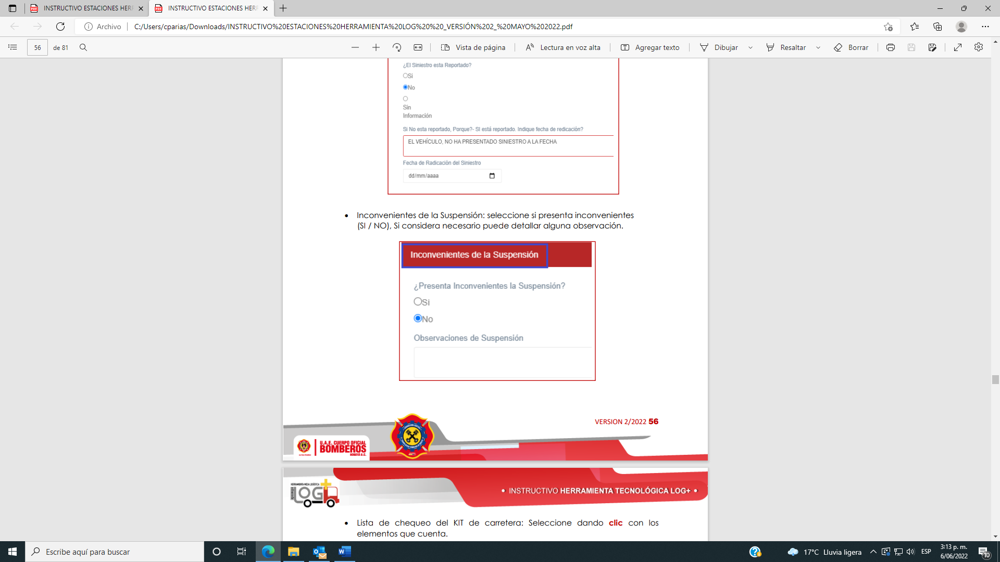 INSTRUCTIVO ESTACIONES HERR
INSTRUCTIVO ESTACIONES HERR
Archivo
C:/Users/cparias/Downloads/INSTRUCTIVO%20ESTACIONES%20HERRAMIENTA%20LOG%20%20_VERSIÓN%202_%20MAYO%202022.pdf
56 de 81
Vista de página
Lectura en voz alta
Agregar texto
Dibujar
Resaltar
Borrar
¿El Siniestro esta Reportado?
Si
No
Sin
Información
Si No esta reportado, Porque?- SI está reportado. Indique fecha de redicación?
EL VEHÍCULO, NO HA PRESENTADO SINIESTRO A LA FECHA
Fecha de Radicación del Siniestro
dd/mm/aaaa
• Inconvenientes de la Suspensión: seleccione si presenta inconvenientes
(SI / NO), Si considera necesario puede detallar alguna observación.
Inconvenientes de la Suspensión
¿Presenta Inconvenientes la Suspensión?
Si
No
Observaciones de Suspensión
VERSION 2/2022 56
U.A.E. CUERPO OFICIAL
BOMBEROS
BOGOTÁ D.C.
HERRAMIENTA MESA LOGÍSTICA
LOG
• INSTRUCTIVO HERRAMIENTA TECNOLÓGICA LOG+ •
• Lista de chequeo del KIT de carretera: Seleccione dando clic con los
elementos que cuenta.
Escribe aquí para buscar
17°C Lluvia ligera
ESP
3:13 p. m.
6/06/2022
10